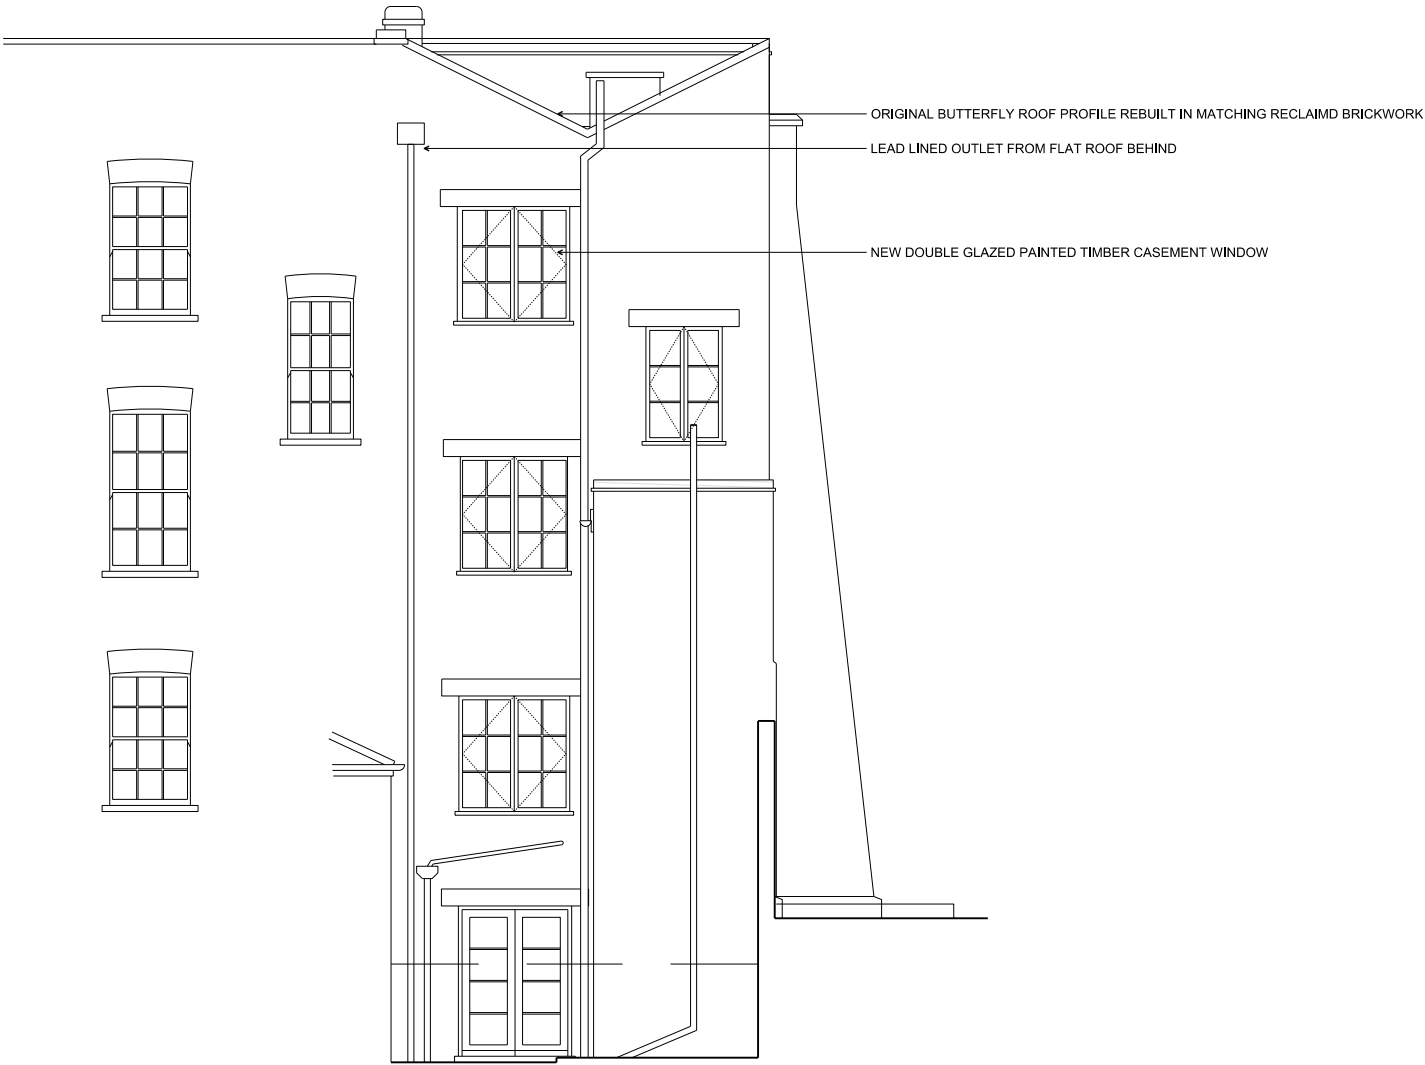 ORIGINAL BUTTERFLY ROOF PROFILE REBUILT IN MATCHING RECLAIMD BRICKWORK
LEAD LINED OUTLET FROM FLAT ROOF BEHIND
NEW DOUBLE GLAZED PAINTED TIMBER CASEMENT WINDOW